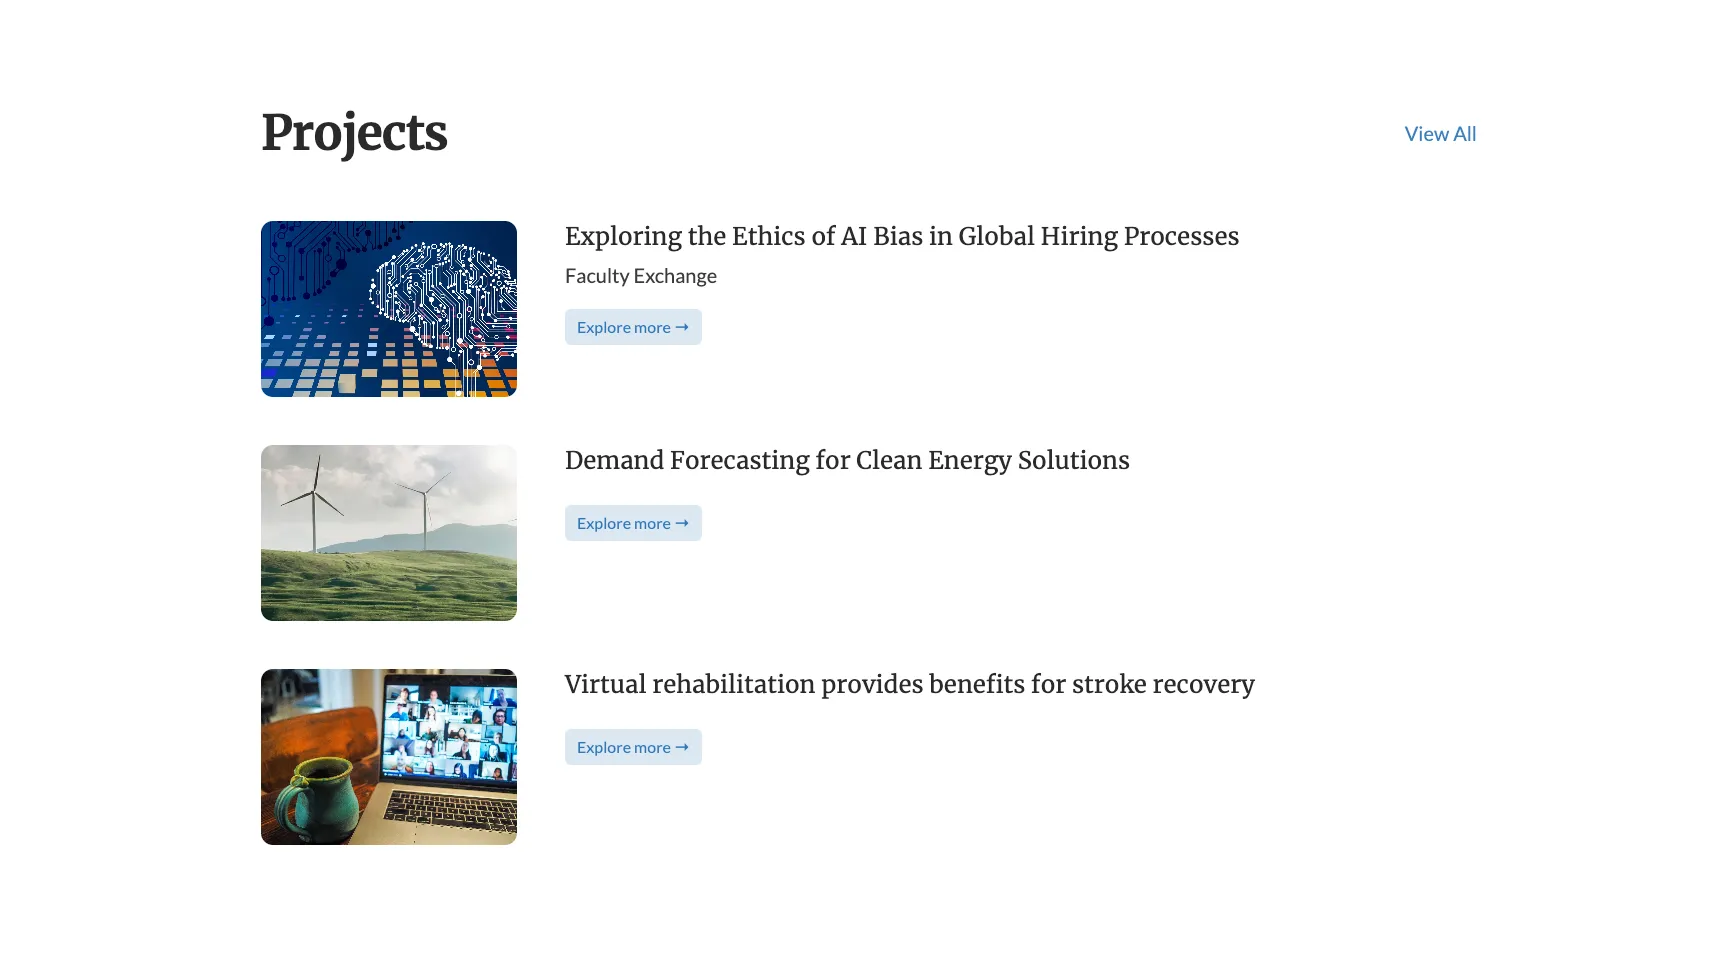 Projects
View All
Exploring the Ethics of AI Bias in Global Hiring Processes
Faculty Exchange
Explore more →
Demand Forecasting for Clean Energy Solutions
Explore more →
Virtual rehabilitation provides benefits for stroke recovery
Explore more →